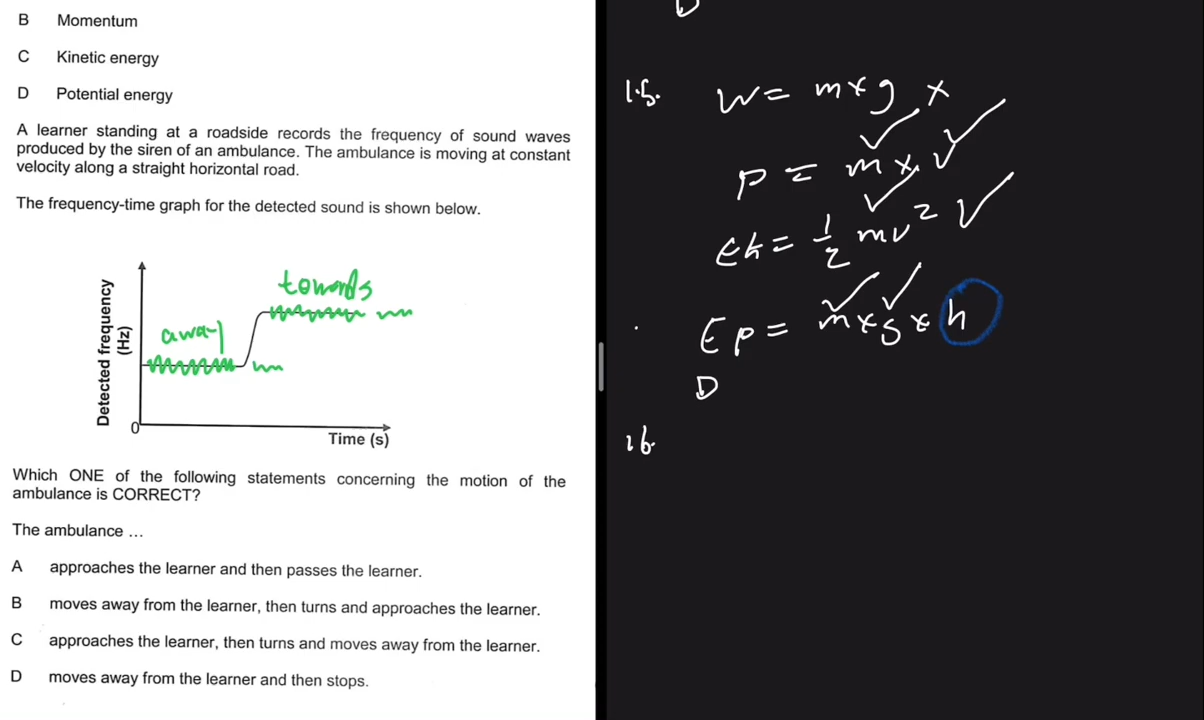 B Momentum
C Kinetic energy
D Potential energy
A learner standing at a roadside records the frequency of sound waves
produced by the siren of an ambulance. The ambulance is moving at constant
velocity along a straight horizontal road.
The frequency-time graph for the detected sound is shown below.
towards
away
Detected frequency
(Hz)
0
Time (s)
Which ONE of the following statements concerning the motion of the
ambulance is CORRECT?
The ambulance …
A approaches the learner and then passes the learner.
B moves away from the learner, then turns and approaches the learner.
C approaches the learner, then turns and moves away from the learner.
D moves away from the learner and then stops.
D
1.5. W = m x g x
p = m x v
Ek = 1/2 mv²
Ep = m x g x h
D
1.6.